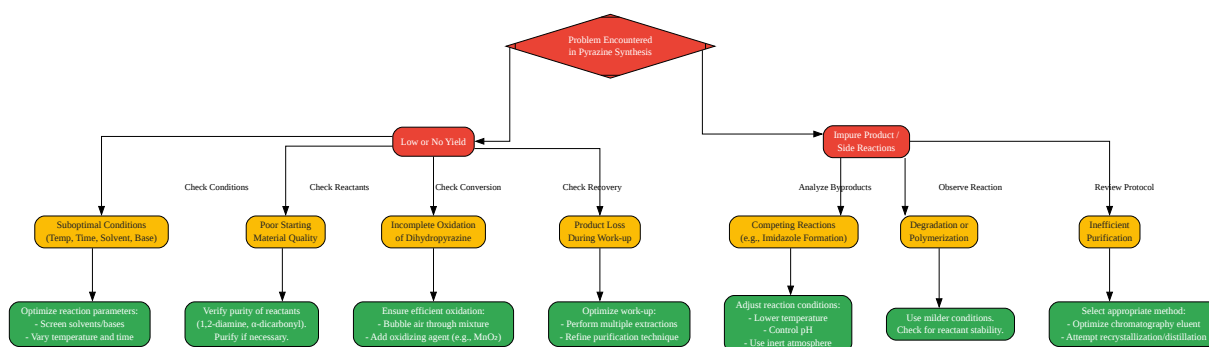 Problem Encountered
in Pyrazine Synthesis
Low or No Yield
Impure Product /
Side Reactions
Check Conditions
Check Reactants
Check Conversion
Check Recovery
Analyze Byproducts
Observe Reaction
Review Protocol
Suboptimal Conditions
(Temp, Time, Solvent, Base)
Poor Starting
Material Quality
Incomplete Oxidation
of Dihydropyrazine
Product Loss
During Work-up
Competing Reactions
(e.g., Imidazole Formation)
Degradation or
Polymerization
Inefficient
Purification
Optimize reaction parameters:
- Screen solvents/bases
- Vary temperature and time
Verify purity of reactants
(1,2-diamine, α-dicarbonyl).
Purify if necessary.
Ensure efficient oxidation:
- Bubble air through mixture
- Add oxidizing agent (e.g., MnO₂)
Optimize work-up:
- Perform multiple extractions
- Refine purification technique
Adjust reaction conditions:
- Lower temperature
- Control pH
- Use inert atmosphere
Use milder conditions.
Check for reactant stability.
Select appropriate method:
- Optimize chromatography eluent
- Attempt recrystallization/distillation